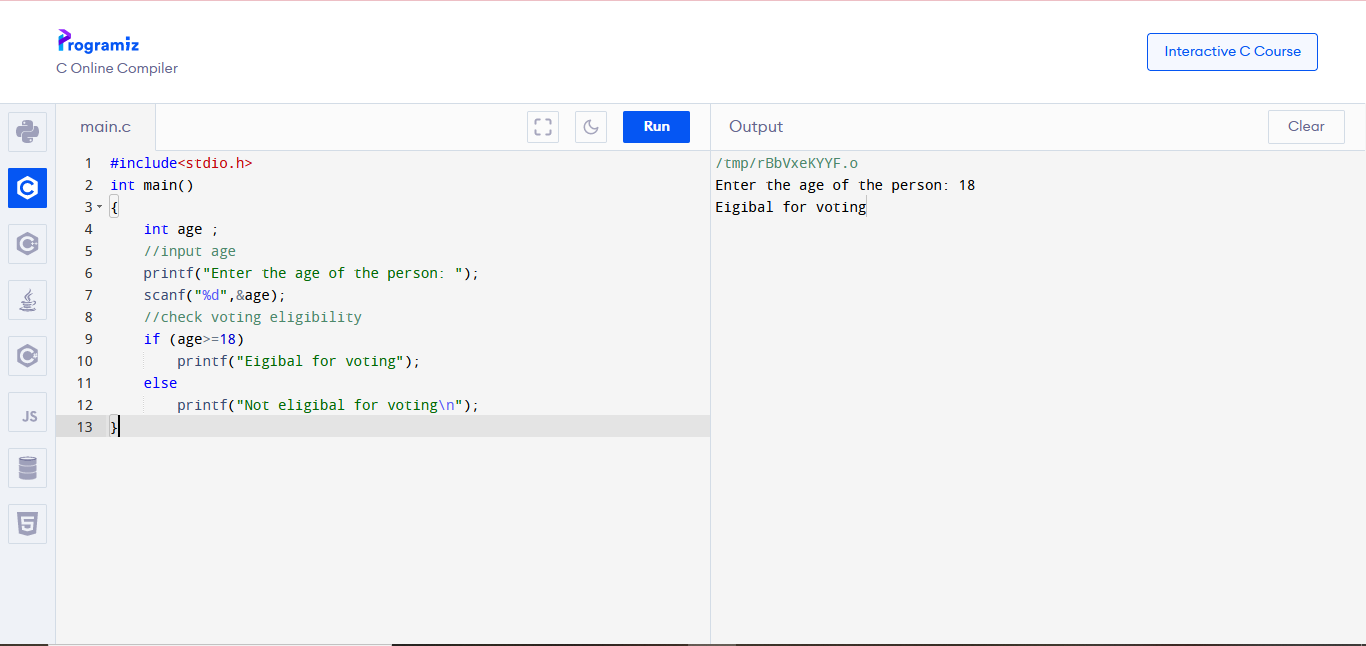 Programiz
C Online Compiler
Interactive C Course
main.c
Run
Output
Clear
1 #include<stdio.h>
2 int main()
3 {
4 int age ;
5 //input age
6 printf("Enter the age of the person: ");
7 scanf("%d",&age);
8 //check voting eligibility
9 if (age>=18)
10 printf("Eigibal for voting");
11 else
12 printf("Not eligibal for voting\n");
13 }
/tmp/rBbVxeKYYF.o
Enter the age of the person: 18
Eigibal for voting
C
C
C
JS
5